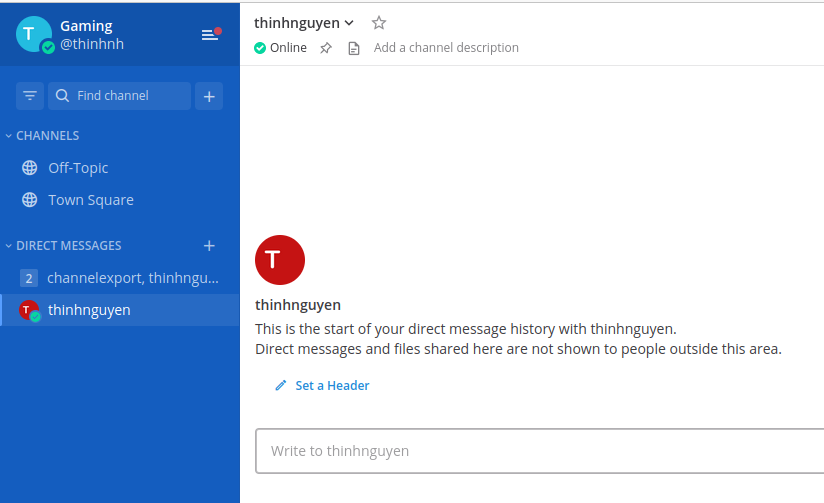 T
Gaming
@thinhnh
Find channel
CHANNELS
Off-Topic
Town Square
DIRECT MESSAGES
2 channelexport, thinhngu...
T thinhnguyen
thinhnguyen
Online Add a channel description
T
thinhnguyen
This is the start of your direct message history with thinhnguyen.
Direct messages and files shared here are not shown to people outside this area.
Set a Header
Write to thinhnguyen